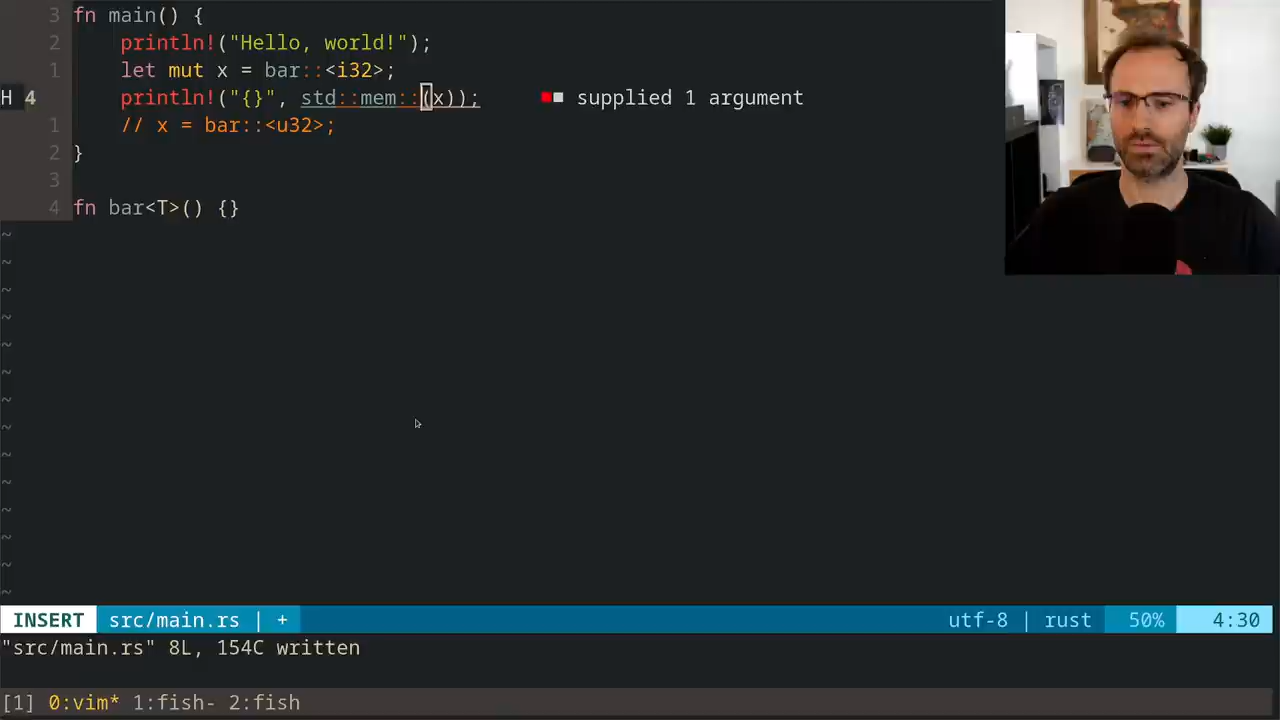 3 fn main() {
2     println!("Hello, world!");
1     let mut x = bar::<i32>;
H 4     println!("{}", std::mem::(x));     supplied 1 argument
1     // x = bar::<u32>;
2 }
3
4 fn bar<T>() {}
~
~
~
~
~
~
~
~
~
~
~
~
~
~
INSERT src/main.rs | + utf-8 | rust 50% 4:30
"src/main.rs" 8L, 154C written
[1] 0:vim* 1:fish- 2:fish